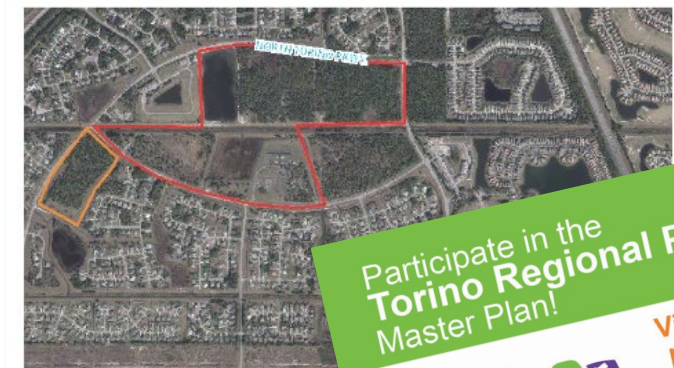 NORTH TORINO PKWY
Participate in the
Torino Regional
Master Plan!